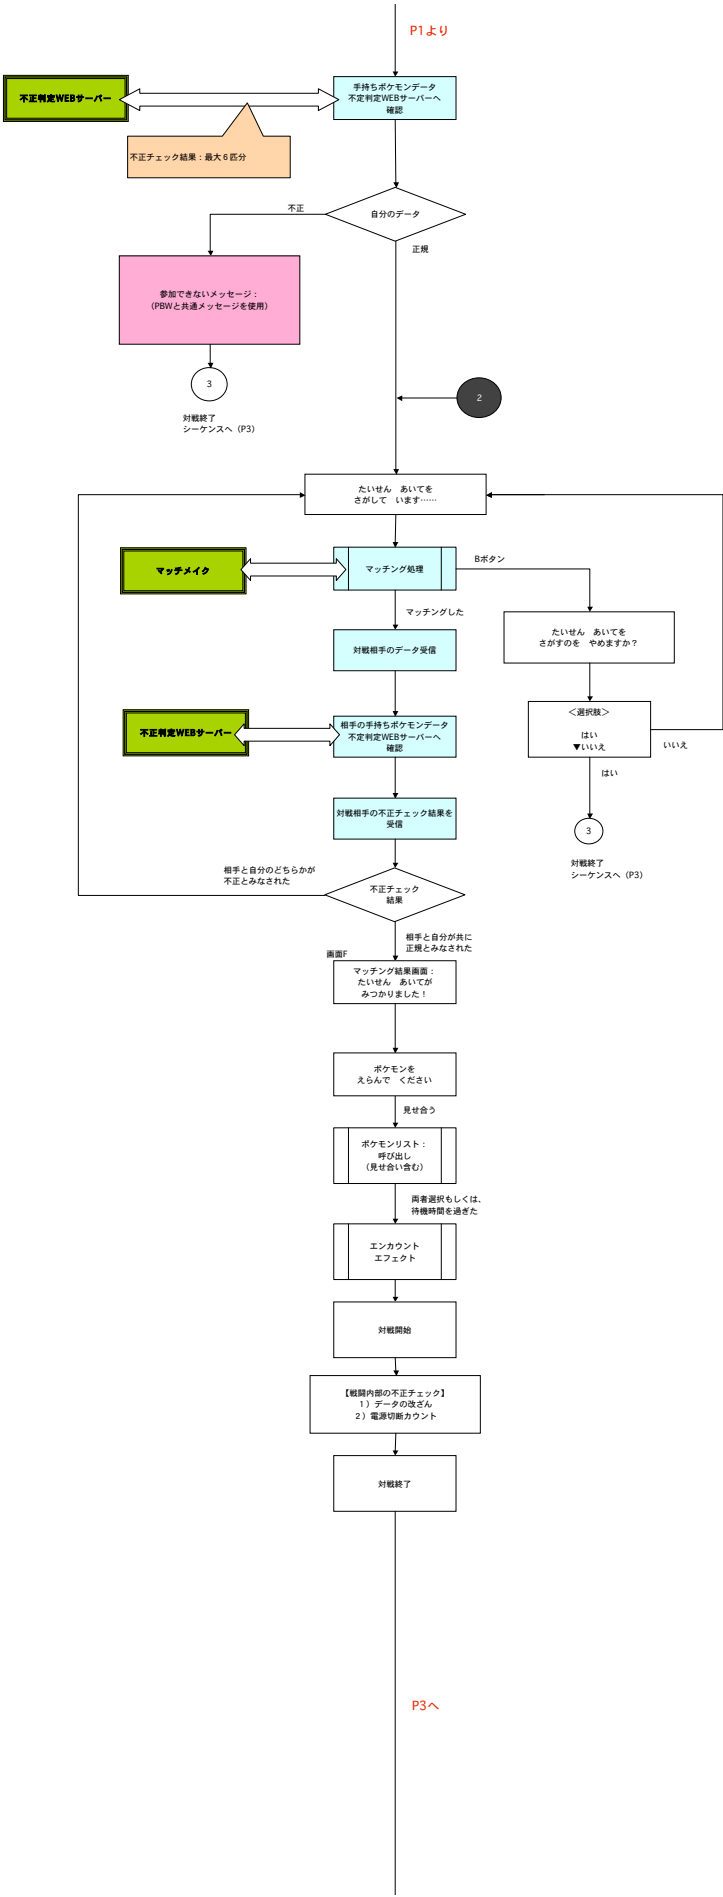 P1より
不正判定WEBサーバー
手持ちポケモンデータ
不定判定WEBサーバーへ
確認
不正チェック結果：最大６匹分
自分のデータ
不正
正規
参加できないメッセージ：
（PBWと共通メッセージを使用）
3
対戦終了
シーケンスへ（P3）
2
たいせん　あいてを
さがして　います……
マッチメイク
マッチング処理
Bボタン
マッチングした
たいせん　あいてを
さがすのを　やめますか？
対戦相手のデータ受信
＜選択肢＞
はい
▼いいえ
いいえ
はい
3
対戦終了
シーケンスへ（P3）
不正判定WEBサーバー
相手の手持ちポケモンデータ
不定判定WEBサーバーへ
確認
対戦相手の不正チェック結果を
受信
相手と自分のどちらかが
不正とみなされた
不正チェック
結果
相手と自分が共に
正規とみなされた
画面F
マッチング結果画面：
たいせん　あいてが
みつかりました！
ポケモンを
えらんで　ください
見せ合う
ポケモンリスト：
呼び出し
（見せ合い含む）
両者選択もしくは、
待機時間を過ぎた
エンカウント
エフェクト
対戦開始
【戦闘内部の不正チェック】
１）データの改ざん
２）電源切断カウント
対戦終了
P3へ